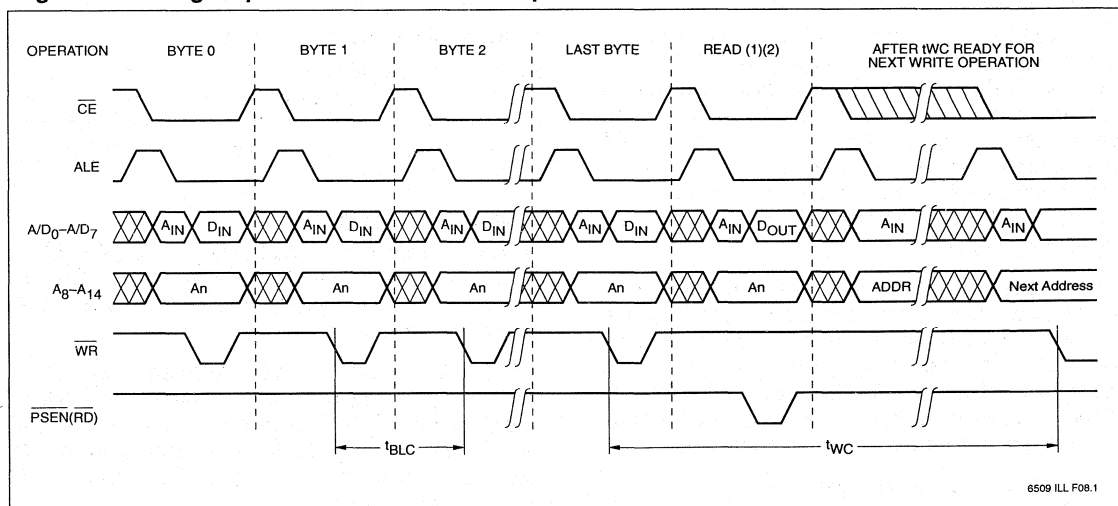 OPERATION BYTE 0 BYTE 1 BYTE 2 LAST BYTE READ (1)(2) AFTER tWC READY FOR
NEXT WRITE OPERATION
CE
ALE
A/D0–A/D7 AIN DIN AIN DIN AIN DIN AIN DIN AIN DOUT AIN AIN
A8–A14 An An An An An ADDR Next Address
WR
PSEN(RD)
tBLC tWC
6509 ILL F08.1